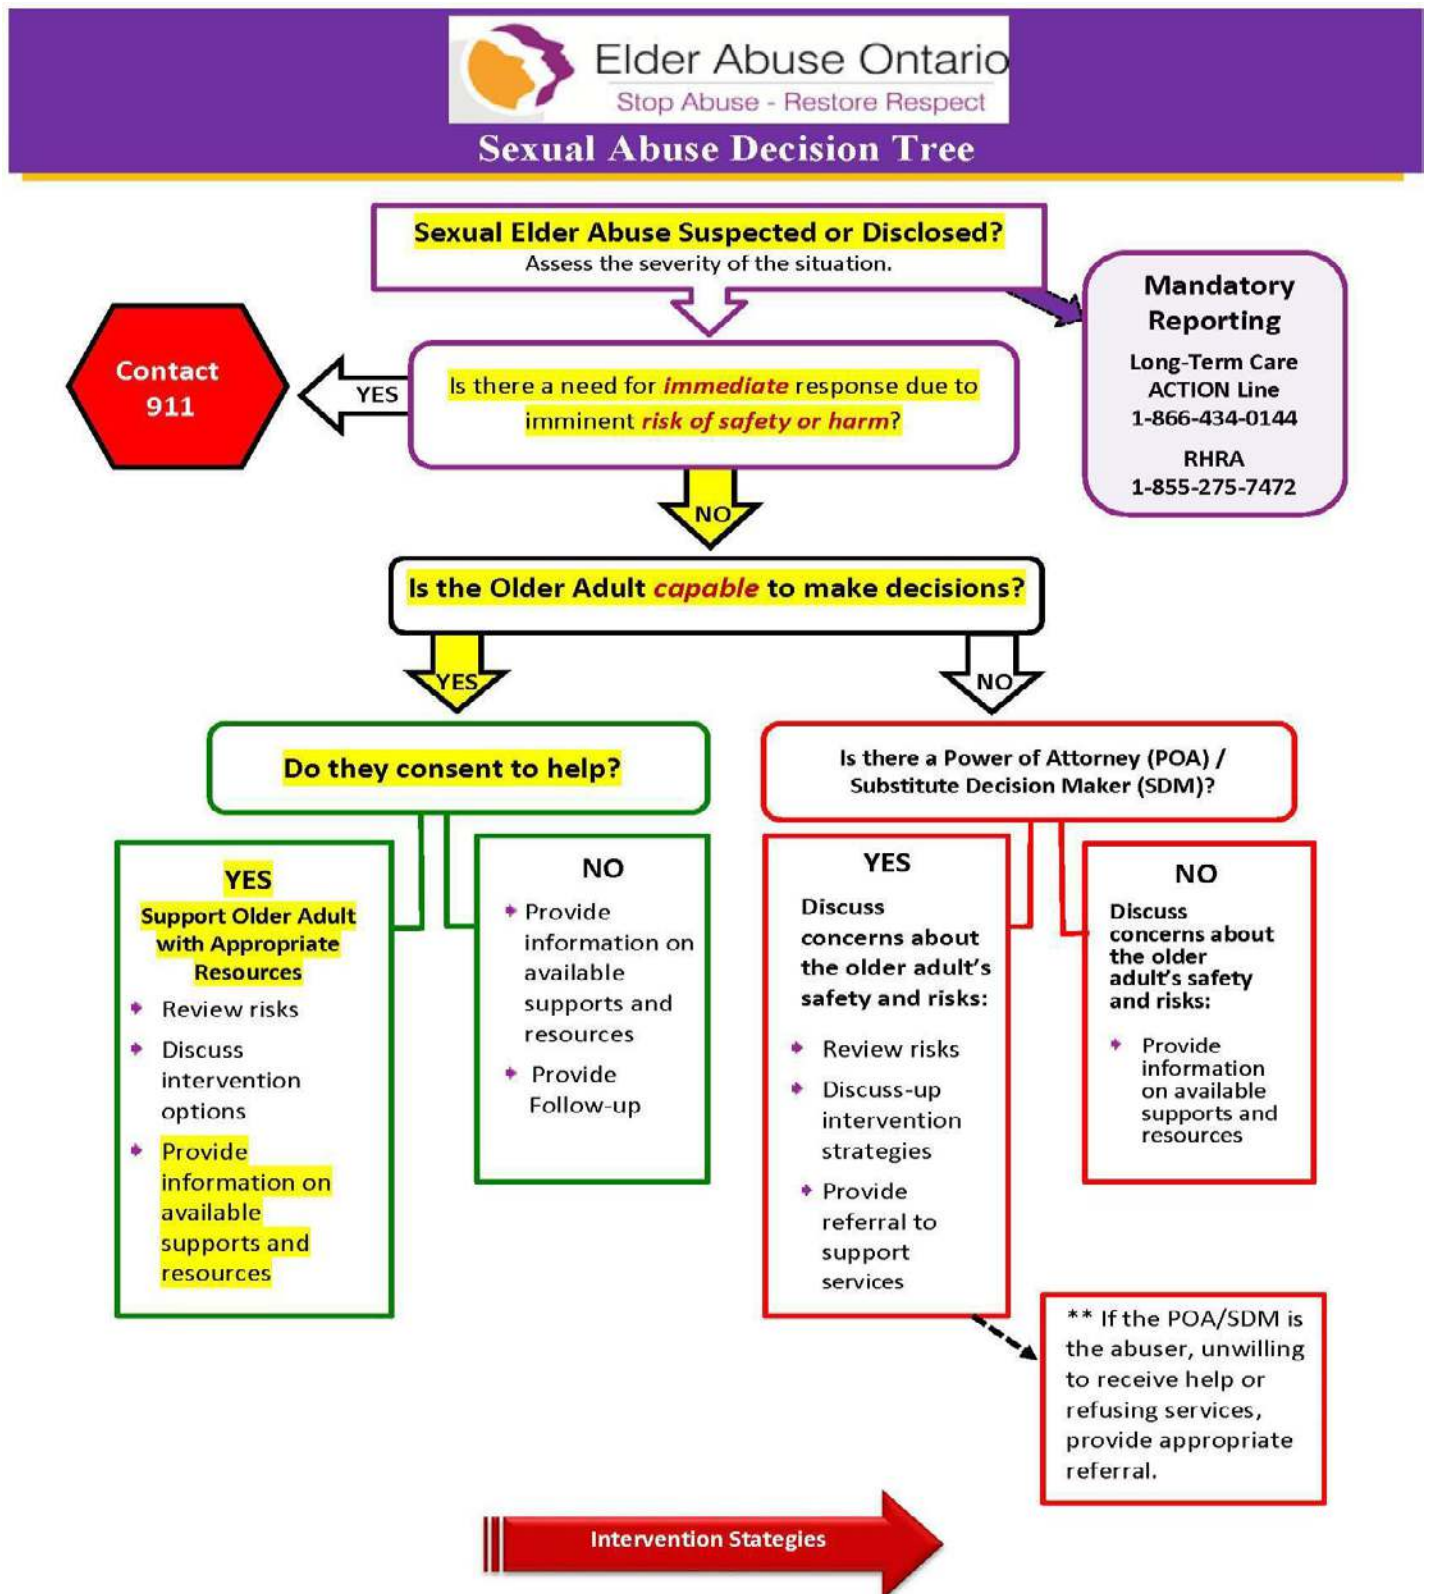 Elder Abuse Ontario
Stop Abuse - Restore Respect
Sexual Abuse Decision Tree
Sexual Elder Abuse Suspected or Disclosed?
Assess the severity of the situation.
Mandatory
Reporting
Long-Term Care
ACTION Line
1-866-434-0144
RHRA
1-855-275-7472
Contact
911
YES
Is there a need for immediate response due to
imminent risk of safety or harm?
NO
Is the Older Adult capable to make decisions?
YES
NO
Do they consent to help?
Is there a Power of Attorney (POA) /
Substitute Decision Maker (SDM)?
YES
Support Older Adult
with Appropriate
Resources
Review risks
Discuss
intervention
options
Provide
information on
available
supports and
resources
NO
Provide
information on
available
supports and
resources
Provide
Follow-up
YES
Discuss
concerns about
the older adult's
safety and risks:
Review risks
Discuss-up
intervention
strategies
Provide
referral to
support
services
NO
Discuss
concerns about
the older
adult's safety
and risks:
Provide
information
on available
supports and
resources
** If the POA/SDM is
the abuser, unwilling
to receive help or
refusing services,
provide appropriate
referral.
Intervention Stategies